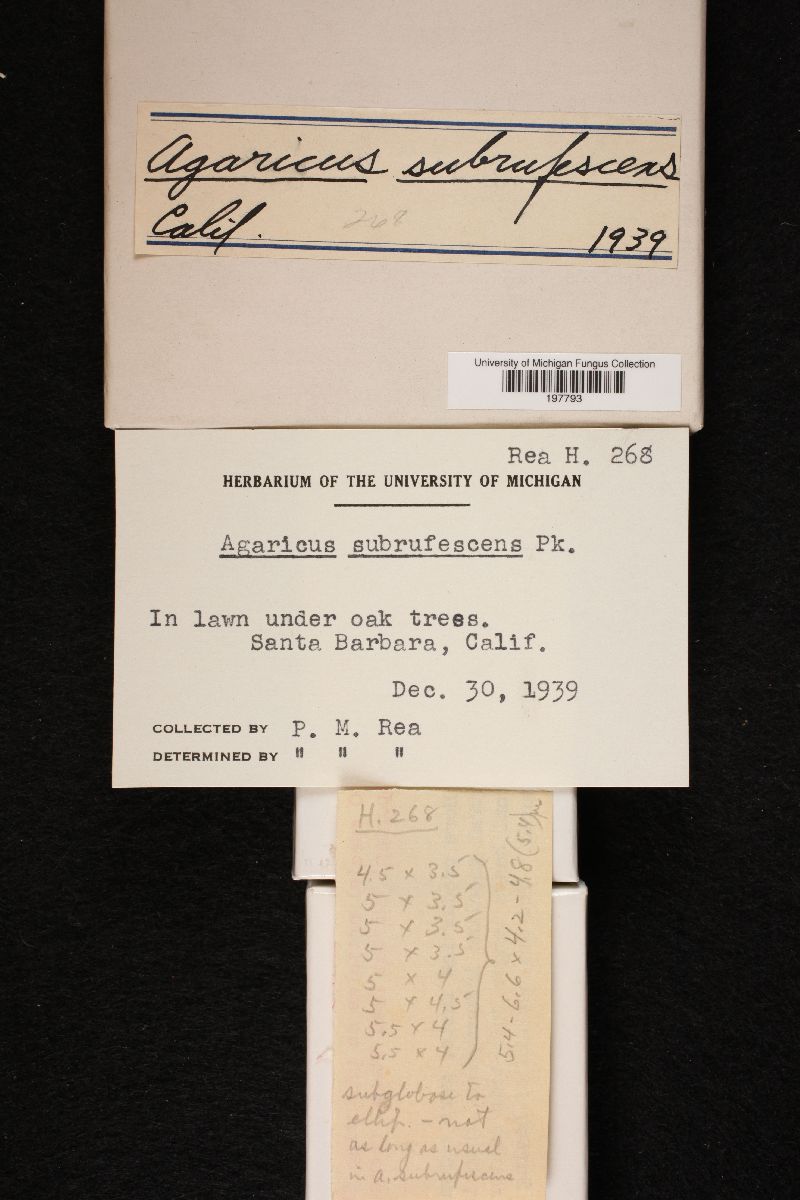 Agaricus subrufescens
Calif. 268 1939
University of Michigan Fungus Collection
197793
Rea H. 268
HERBARIUM OF THE UNIVERSITY OF MICHIGAN
Agaricus subrufescens Pk.
In lawn under oak trees.
Santa Barbara, Calif.
Dec. 30, 1939
COLLECTED BY P. M. Rea
DETERMINED BY " " "
H. 268
4.5 x 3.5
5 x 3.5
5 x 3.5
5 x 3.5
5 x 4
5 x 4.5
5.5 x 4
5.5 x 4
5.4-6.6 x 4.2-4.8 (5.4) μ
subglobose to
ellip. - not
as long as usual
in A. subrufescens